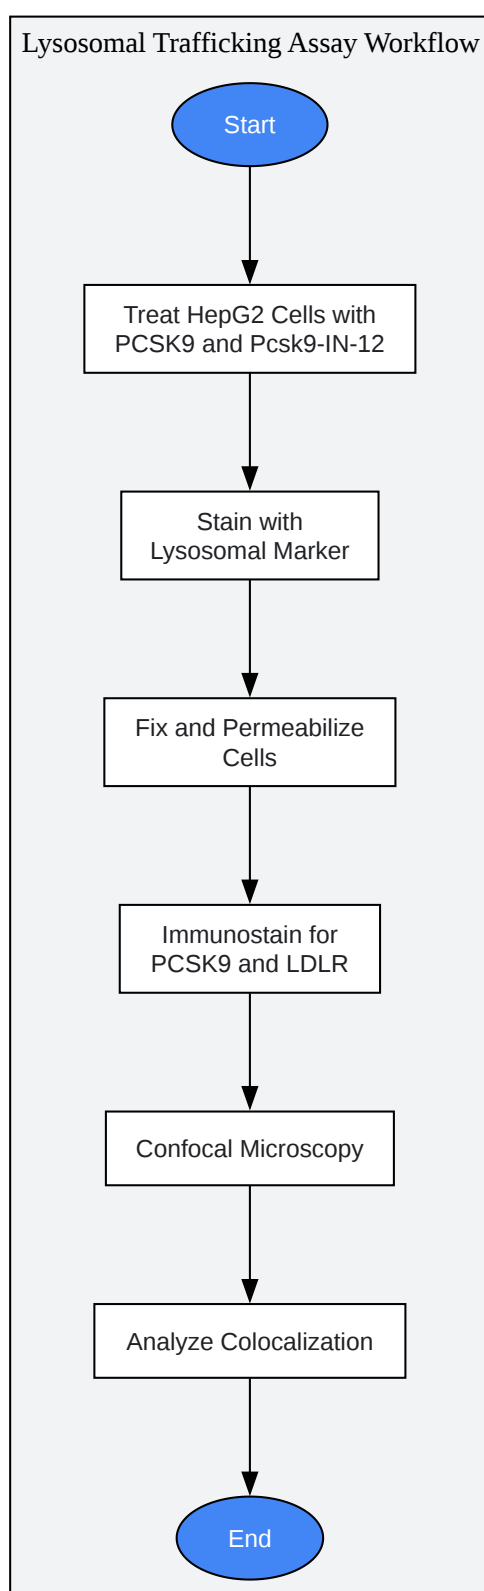 Lysosomal Trafficking Assay Workflow
Start
Treat HepG2 Cells with
PCSK9 and Pcsk9-IN-12
Stain with
Lysosomal Marker
Fix and Permeabilize
Cells
Immunostain for
PCSK9 and LDLR
Confocal Microscopy
Analyze Colocalization
End